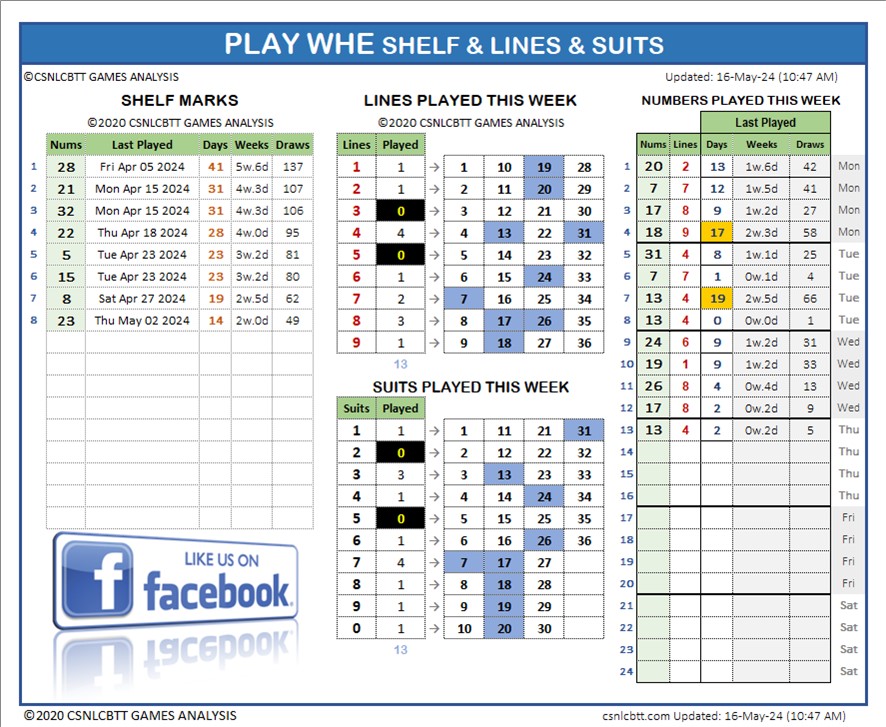 PLAY WHE SHELF & LINES & SUITS
©CSNLCBTT GAMES ANALYSIS
Updated: 16-May-24 (10:47 AM)
SHELF MARKS
©2020 CSNLCBTT GAMES ANALYSIS
Nums Last Played Days Weeks Draws
1 28 Fri Apr 05 2024 41 5w.6d 137
2 21 Mon Apr 15 2024 31 4w.3d 107
3 32 Mon Apr 15 2024 31 4w.3d 106
4 22 Thu Apr 18 2024 28 4w.0d 95
5 5 Tue Apr 23 2024 23 3w.2d 81
6 15 Tue Apr 23 2024 23 3w.2d 80
7 8 Sat Apr 27 2024 19 2w.5d 62
8 23 Thu May 02 2024 14 2w.0d 49
LIKE US ON
f facebook.
LINES PLAYED THIS WEEK
©2020 CSNLCBTT GAMES ANALYSIS
Lines Played
1 1 → 1 10 19 28
2 1 → 2 11 20 29
3 0 → 3 12 21 30
4 4 → 4 13 22 31
5 0 → 5 14 23 32
6 1 → 6 15 24 33
7 2 → 7 16 25 34
8 3 → 8 17 26 35
9 1 → 9 18 27 36
13
SUITS PLAYED THIS WEEK
Suits Played
1 1 → 1 11 21 31
2 0 → 2 12 22 32
3 3 → 3 13 23 33
4 1 → 4 14 24 34
5 0 → 5 15 25 35
6 1 → 6 16 26 36
7 4 → 7 17 27
8 1 → 8 18 28
9 1 → 9 19 29
0 1 → 10 20 30
13
NUMBERS PLAYED THIS WEEK
Last Played
Nums Lines Days Weeks Draws
1 20 2 13 1w.6d 42 Mon
2 7 7 12 1w.5d 41 Mon
3 17 8 9 1w.2d 27 Mon
4 18 9 17 2w.3d 58 Mon
5 31 4 8 1w.1d 25 Tue
6 7 7 1 0w.1d 4 Tue
7 13 4 19 2w.5d 66 Tue
8 13 4 0 0w.0d 1 Tue
9 24 6 9 1w.2d 31 Wed
10 19 1 9 1w.2d 33 Wed
11 26 8 4 0w.4d 13 Wed
12 17 8 2 0w.2d 9 Wed
13 13 4 2 0w.2d 5 Thu
14 Thu
15 Thu
16 Thu
17 Fri
18 Fri
19 Fri
20 Fri
21 Sat
22 Sat
23 Sat
24 Sat
©2020 CSNLCBTT GAMES ANALYSIS
csnlcbtt.com Updated: 16-May-24 (10:47 AM)